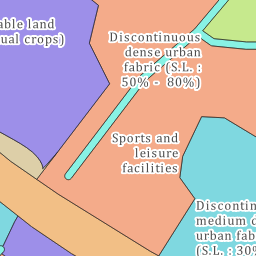 able land
ual crops)
Discontinuous
dense urban
fabric (S.L. :
50% - 80%)
Sports and
leisure
facilities
Discontin
medium d
urban fab
(S.L. : 30%